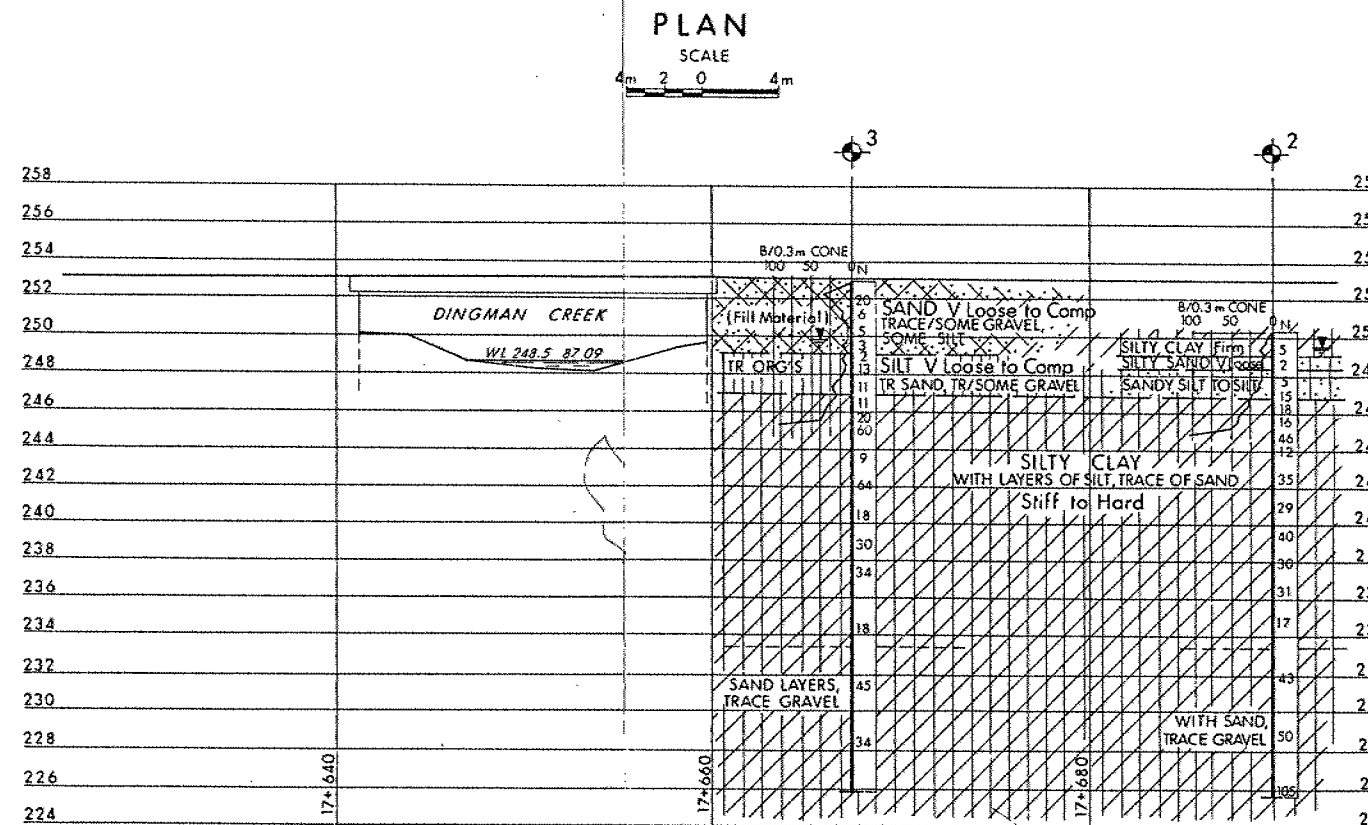 PLAN
SCALE
4m 2 0 4m
3
2
258
256
254
252
250
248
246
244
242
240
238
236
234
232
230
228
226
224
B/0.3m CONE
100 50 0 N
DINGMAN CREEK
WL 248.5 87 09
(Fill Material)
TR ORG'S
20
6
5
3
2
13
11
11
20
60
9
64
18
30
34
18
45
34
SAND V Loose to Comp
TRACE/SOME GRAVEL,
SOME SILT
SILT V Loose to Comp
TR SAND, TR/SOME GRAVEL
B/0.3m CONE
100 50 0 N
SILTY CLAY Firm
SILTY SAND V Loose
SANDY SILT TO SILT
5
2
5
15
18
16
46
12
35
29
40
30
31
17
43
50
105
SILTY CLAY
WITH LAYERS OF SILT, TRACE OF SAND
Stiff to Hard
SAND LAYERS,
TRACE GRAVEL
WITH SAND,
TRACE GRAVEL
17+640
17+660
17+680